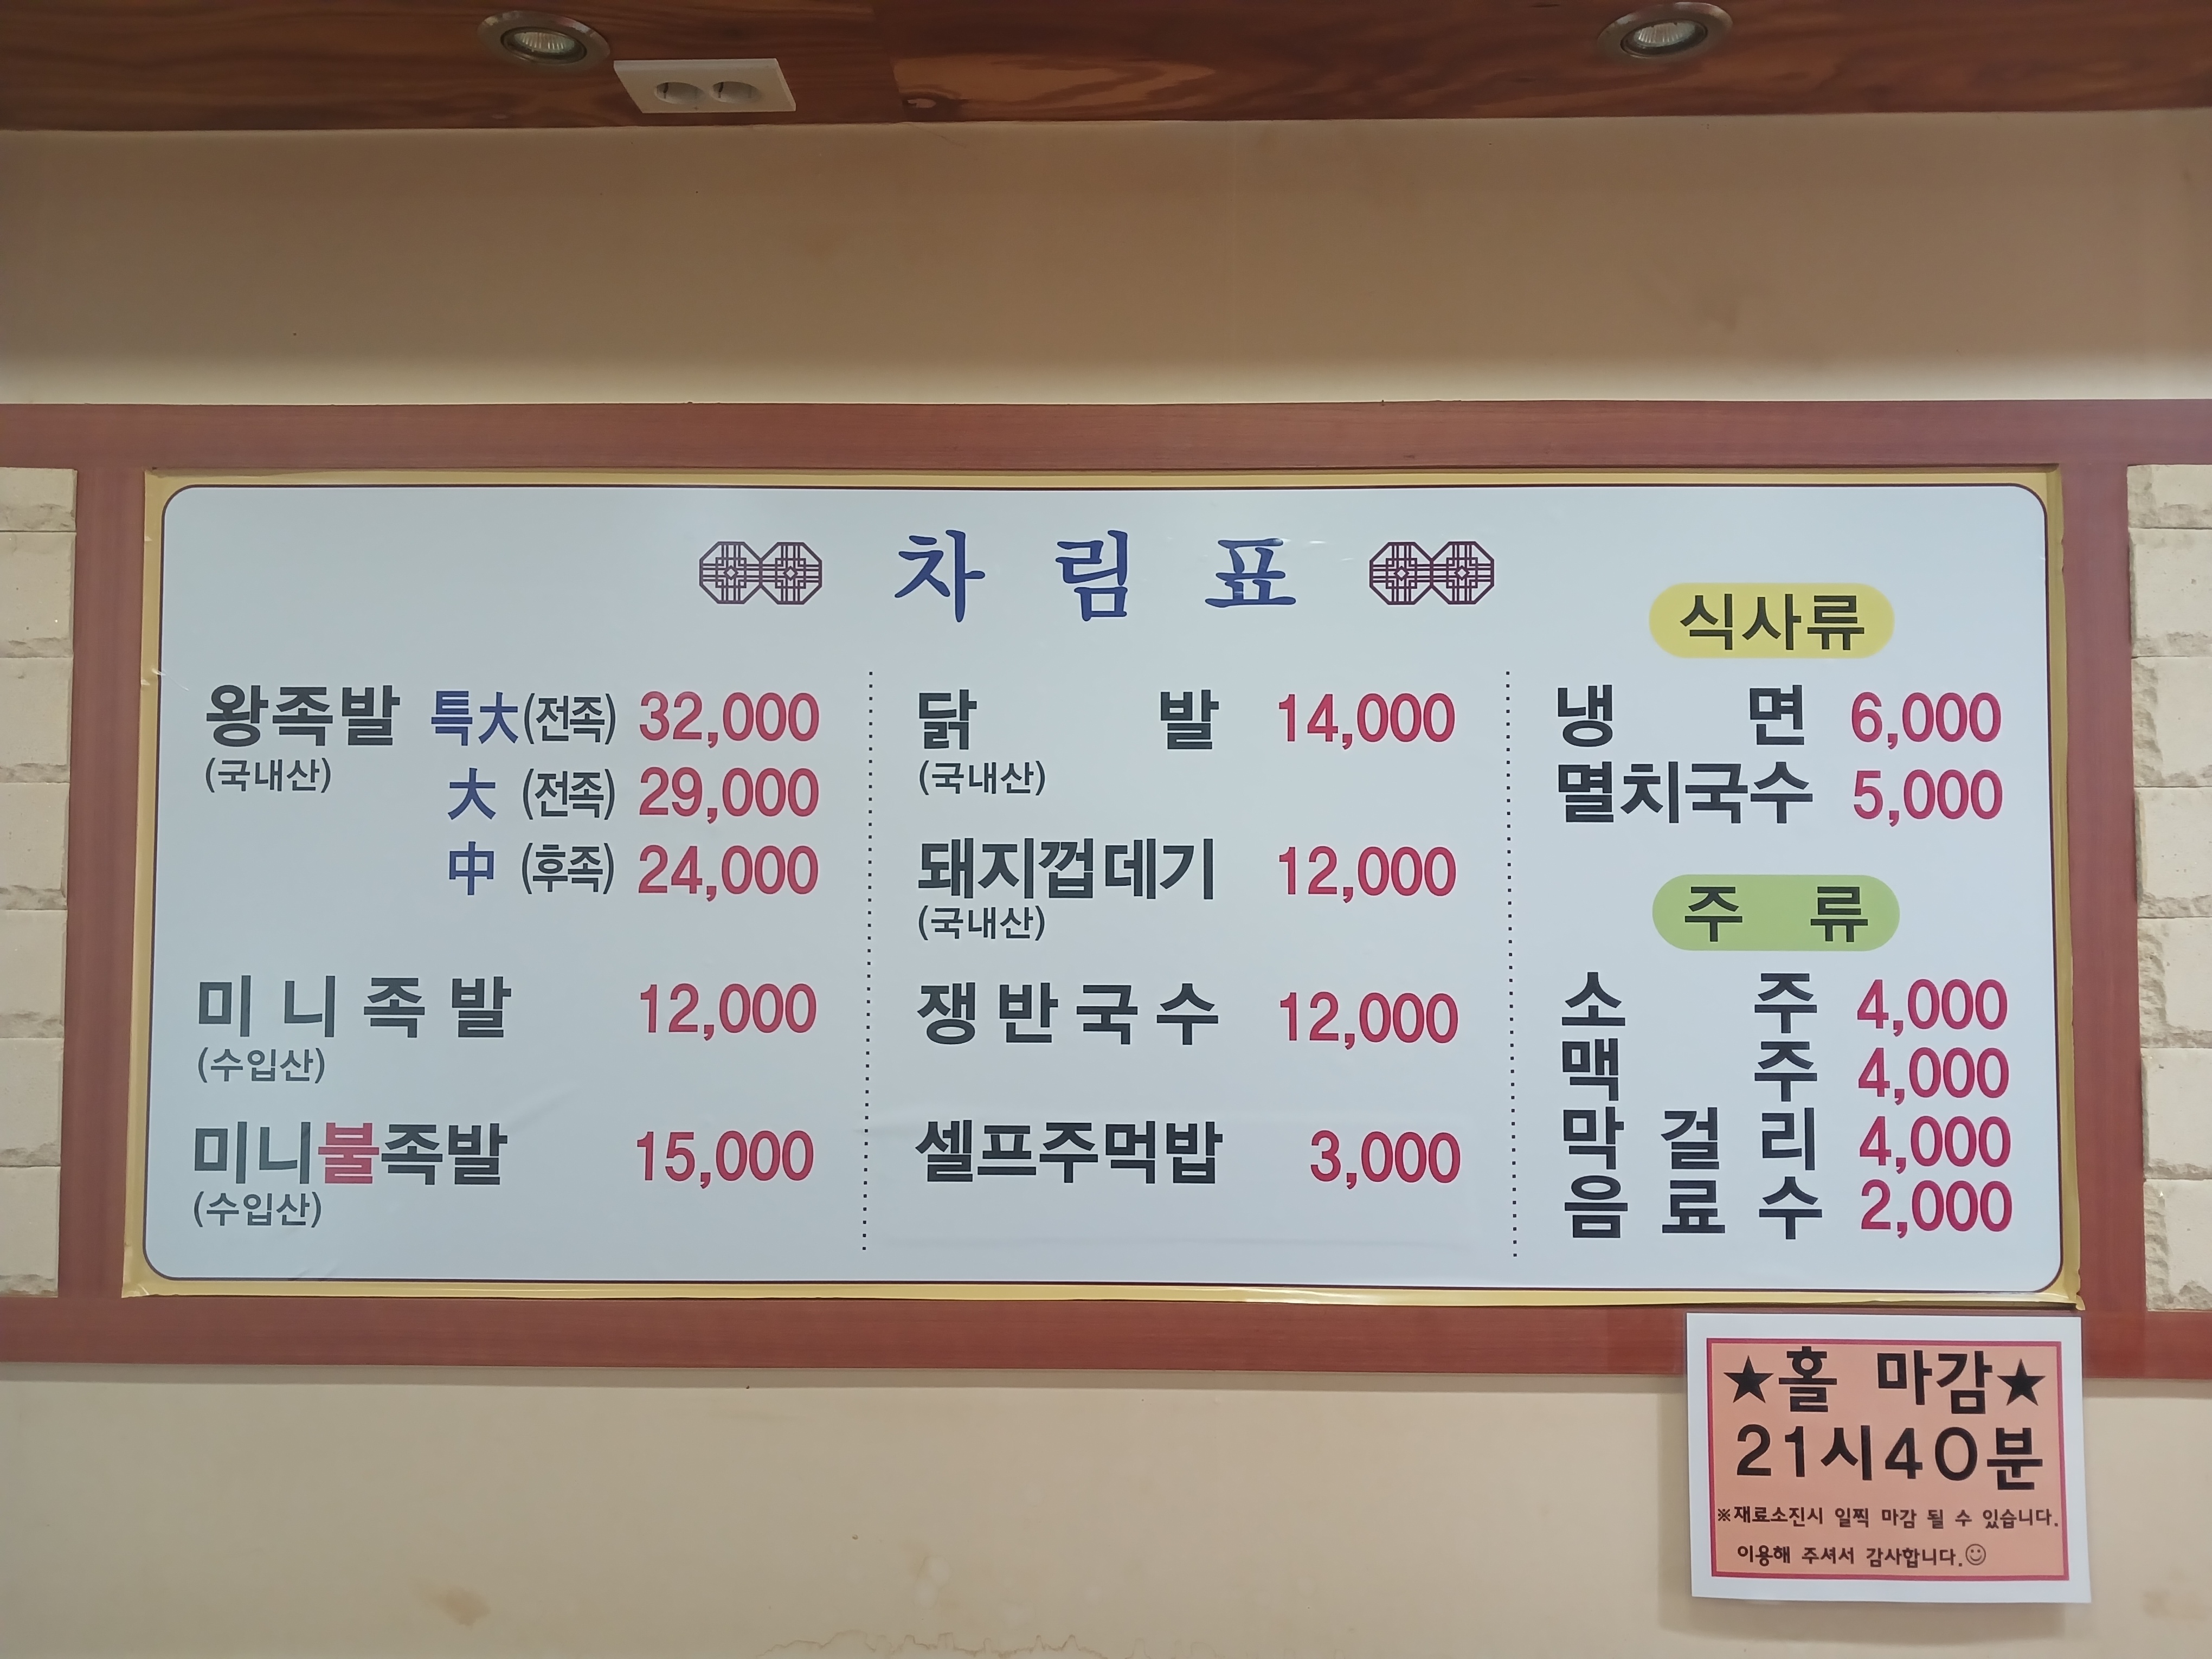 차림표
왕족발 특大(전족) 32,000
(국내산)
大 (전족) 29,000
中 (후족) 24,000
미니족발 12,000
(수입산)
미니불족발 15,000
(수입산)
닭발 14,000
(국내산)
돼지껍데기 12,000
(국내산)
쟁반국수 12,000
셀프주먹밥 3,000
식사류
냉면 6,000
멸치국수 5,000
주류
소주 4,000
맥주 4,000
막걸리 4,000
음료수 2,000
★홀 마감★
21시40분
※재료소진시 일찍 마감 될 수 있습니다.
이용해 주셔서 감사합니다.☺